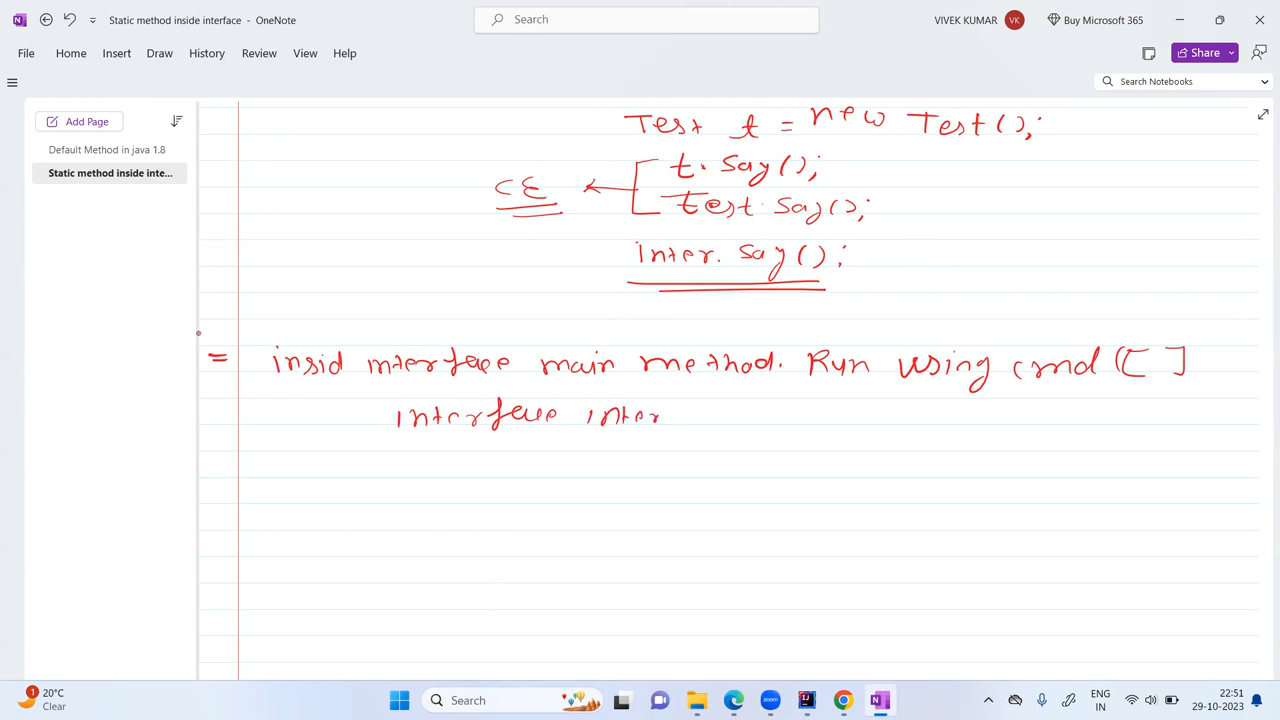 Static method inside interface - OneNote
Search
VIVEK KUMAR VK
Buy Microsoft 365
File Home Insert Draw History Review View Help
Share
Search Notebooks
Add Page
Default Method in java 1.8
Static method inside inte...
Test t = new Test();
t. Say();
CE
Test. Say();
inter. Say();
= insid interface main method. Run Using cmd ([ ]
interface inter
1
20°C
Clear
Search
zoom
ENG
IN
22:51
29-10-2023